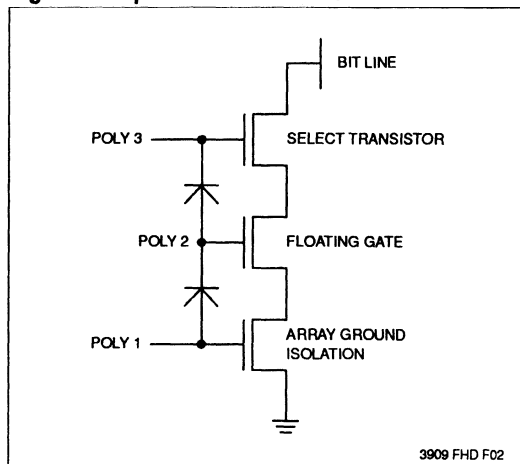 BIT LINE
POLY 3
SELECT TRANSISTOR
POLY 2
FLOATING GATE
POLY 1
ARRAY GROUND
ISOLATION
3909 FHD F02